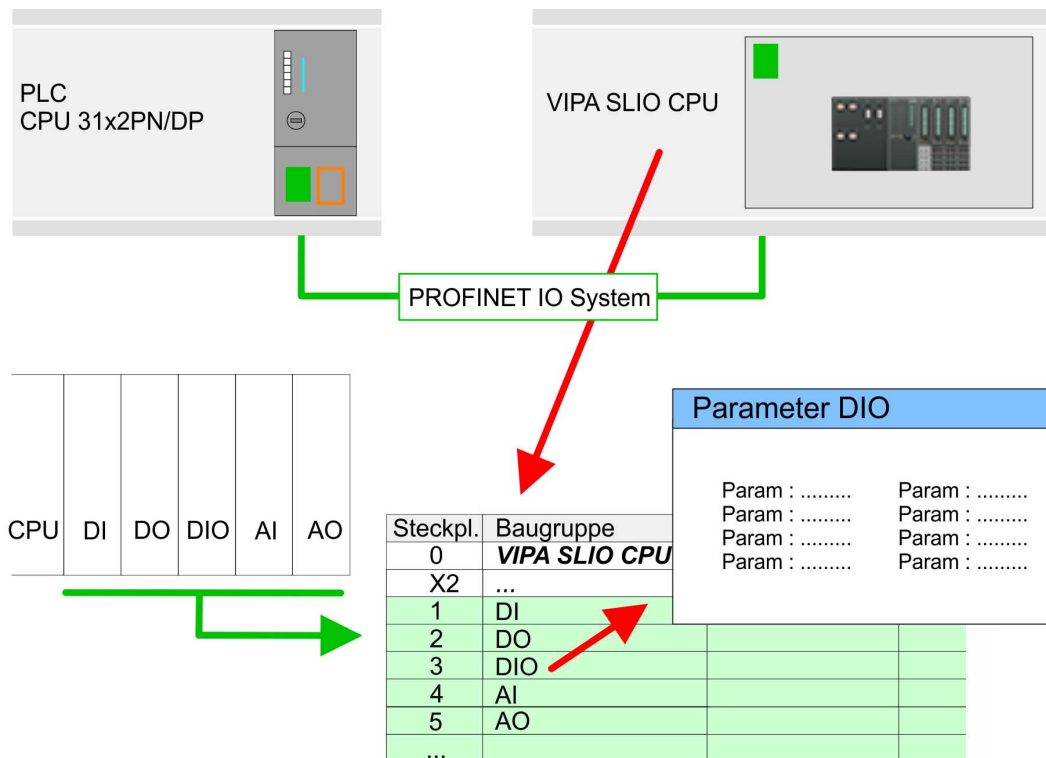 PLC
CPU 31x2PN/DP
VIPA SLIO CPU
PROFINET IO System
CPU DI DO DIO AI AO
Parameter DIO
Param : ......... Param : .........
Param : ......... Param : .........
Param : ......... Param : .........
Param : ......... Param : .........
Steckpl. Baugruppe
0 VIPA SLIO CPU
X2 ...
1 DI
2 DO
3 DIO
4 AI
5 AO
...